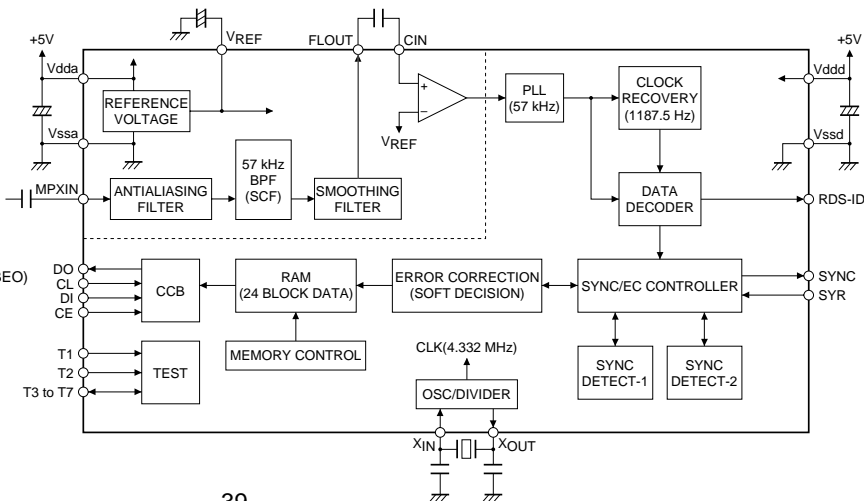 +5V
VREF
FLOUT
CIN
+5V
Vdda
REFERENCE
VOLTAGE
Vssa
+
–
VREF
PLL
(57 kHz)
CLOCK
RECOVERY
(1187.5 Hz)
Vddd
Vssd
MPXIN
ANTIALIASING
FILTER
57 kHz
BPF
(SCF)
SMOOTHING
FILTER
DATA
DECODER
RDS-ID
EO)
DO
CL
DI
CE
CCB
RAM
(24 BLOCK DATA)
ERROR CORRECTION
(SOFT DECISION)
SYNC/EC CONTROLLER
SYNC
SYR
T1
T2
T3 to T7
TEST
MEMORY CONTROL
CLK(4.332 MHz)
OSC/DIVIDER
SYNC
DETECT-1
SYNC
DETECT-2
XIN
XOUT